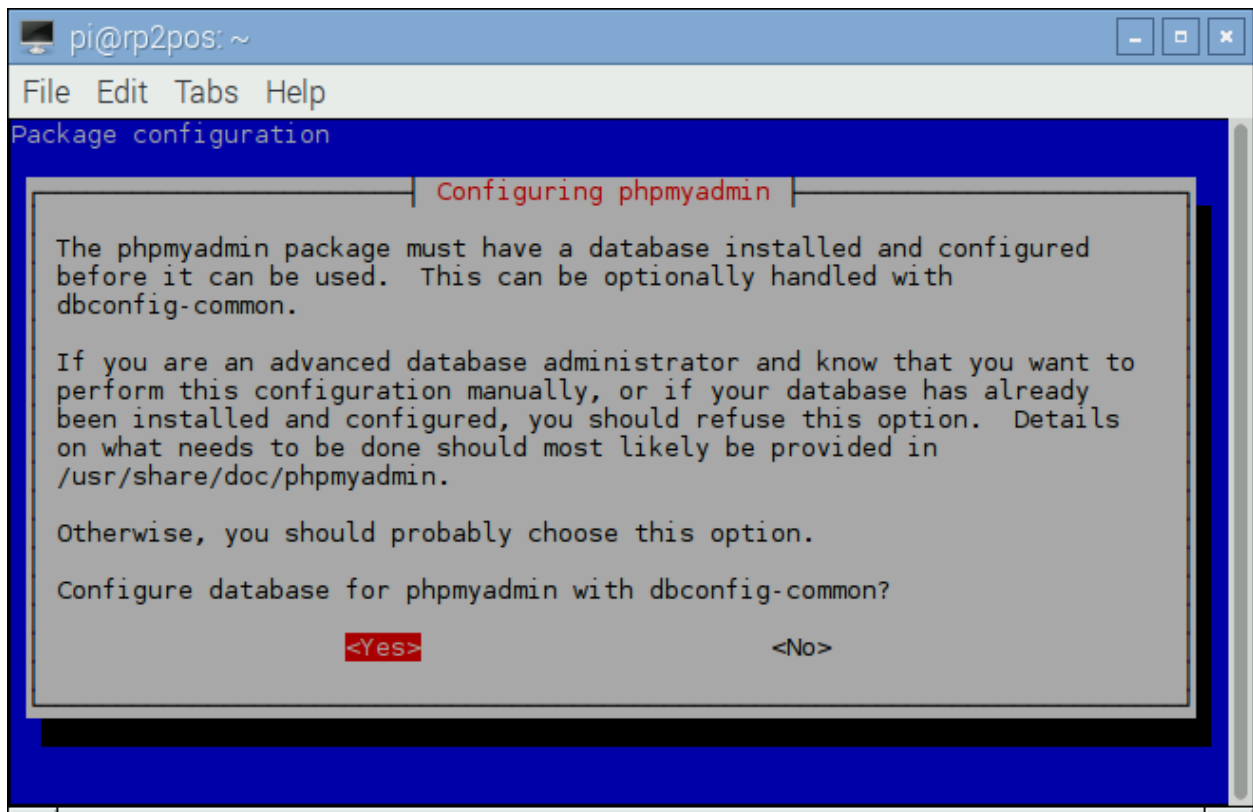 pi@rp2pos: ~
File Edit Tabs Help
Package configuration
Configuring phpmyadmin
The phpmyadmin package must have a database installed and configured
before it can be used.  This can be optionally handled with
dbconfig-common.
If you are an advanced database administrator and know that you want to
perform this configuration manually, or if your database has already
been installed and configured, you should refuse this option.  Details
on what needs to be done should most likely be provided in
/usr/share/doc/phpmyadmin.
Otherwise, you should probably choose this option.
Configure database for phpmyadmin with dbconfig-common?
<Yes> <No>